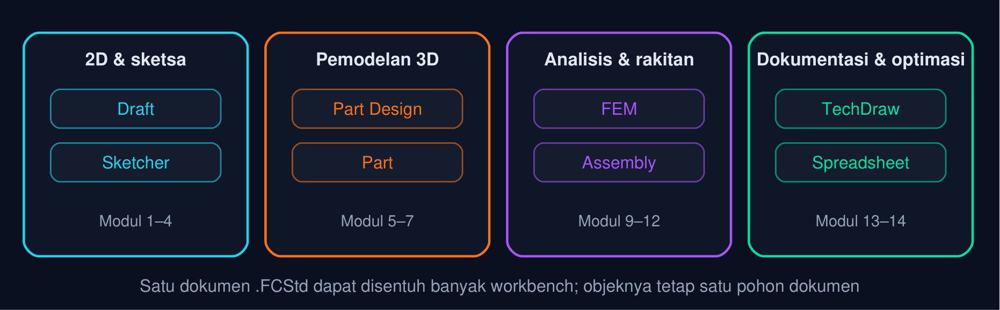 2D & sketsa
Draft
Sketcher
Modul 1–4
Pemodelan 3D
Part Design
Part
Modul 5–7
Analisis & rakitan
FEM
Assembly
Modul 9–12
Dokumentasi & optimasi
TechDraw
Spreadsheet
Modul 13–14
Satu dokumen .FCStd dapat disentuh banyak workbench; objeknya tetap satu pohon dokumen